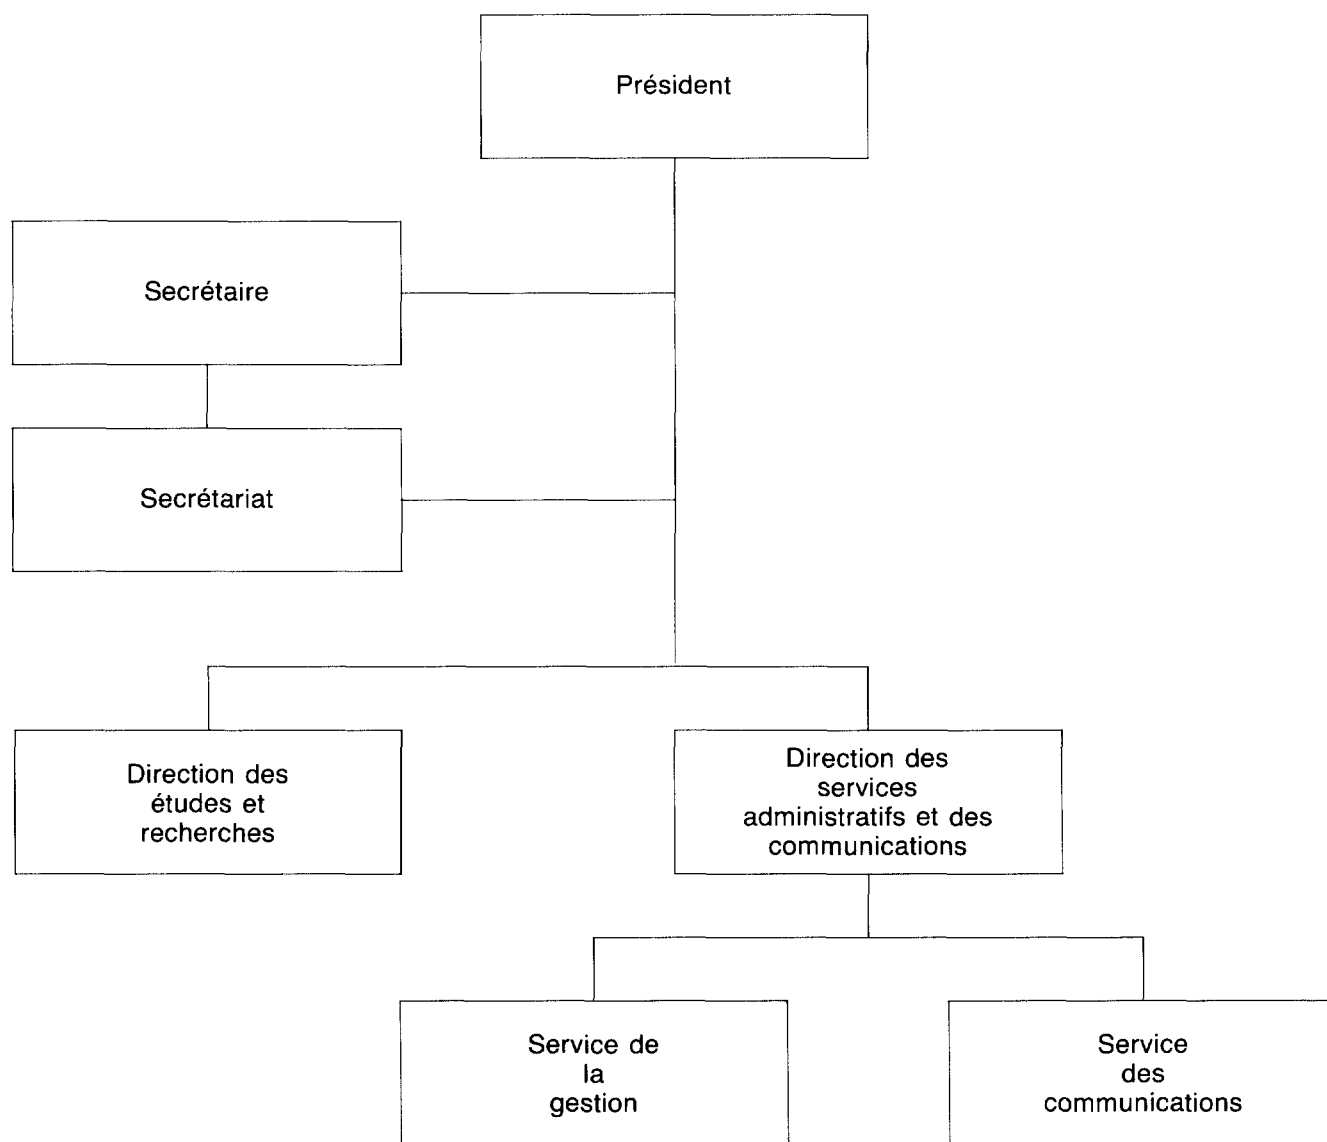 Président
Secrétaire
Secrétariat
Direction des
études et
recherches
Direction des
services
administratifs et des
communications
Service de
la
gestion
Service
des
communications